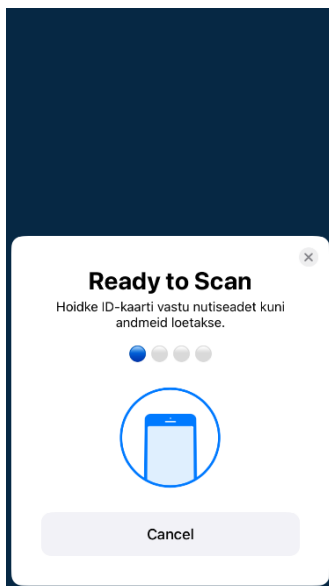 Ready to Scan
Hoidke ID-kaarti vastu nutiseadet kuni
andmeid loetakse.
Cancel